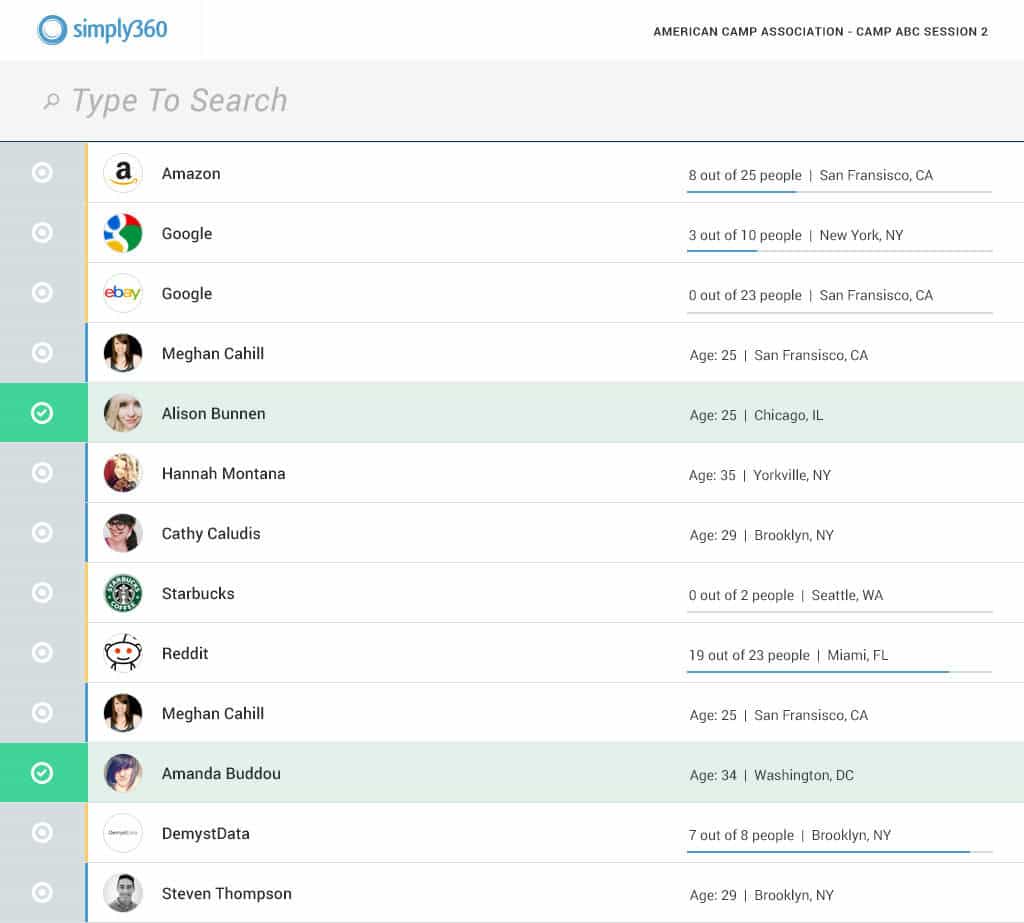 simply360
AMERICAN CAMP ASSOCIATION - CAMP ABC SESSION 2
Type To Search
a
Amazon
8 out of 25 people | San Fransisco, CA
Google
3 out of 10 people | New York, NY
ebay
Google
0 out of 23 people | San Fransisco, CA
Meghan Cahill
Age: 25 | San Fransisco, CA
Alison Bunnen
Age: 25 | Chicago, IL
Hannah Montana
Age: 35 | Yorkville, NY
Cathy Caludis
Age: 29 | Brooklyn, NY
STARBUCKS
COFFEE
Starbucks
0 out of 2 people | Seattle, WA
Reddit
19 out of 23 people | Miami, FL
Meghan Cahill
Age: 25 | San Fransisco, CA
Amanda Buddou
Age: 34 | Washington, DC
DemystData
DemystData
7 out of 8 people | Brooklyn, NY
Steven Thompson
Age: 29 | Brooklyn, NY